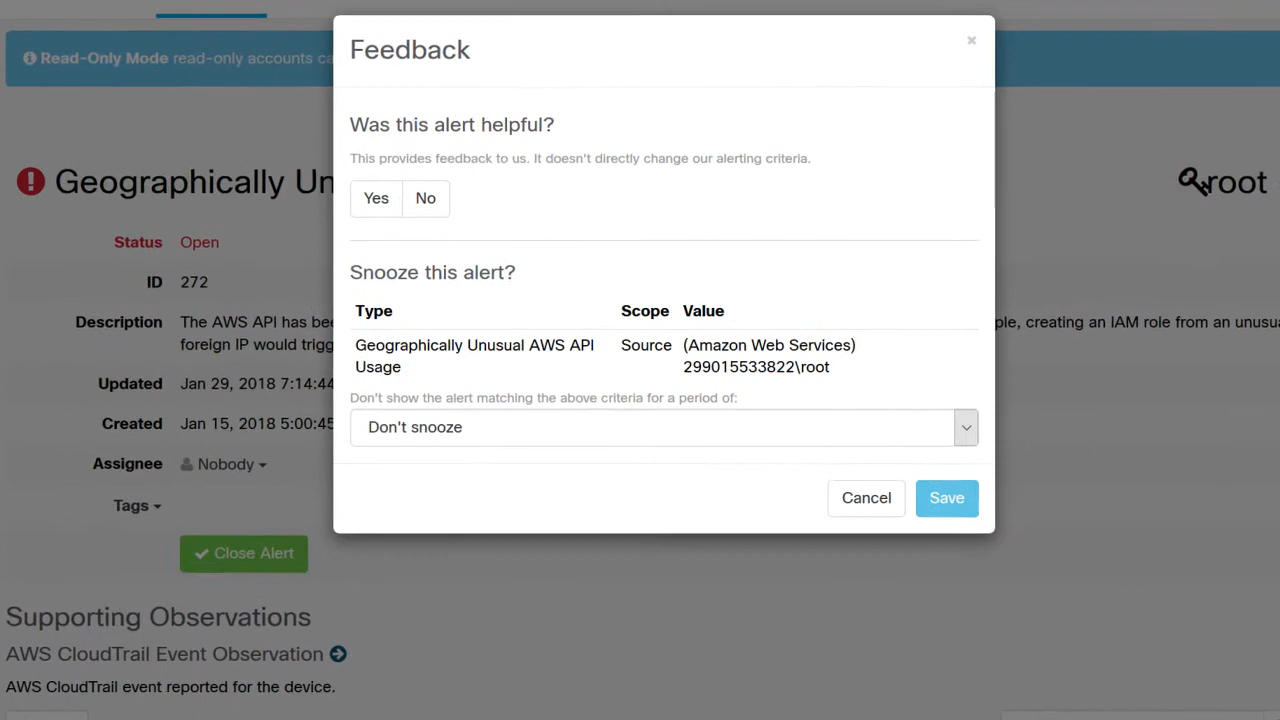 Feedback
×
Read-Only Mode read-only accounts ca
Was this alert helpful?
This provides feedback to us. It doesn't directly change our alerting criteria.
Yes No
Geographically Un
root
Status Open
ID 272
Description The AWS API has bee
ple, creating an IAM role from an unusua
foreign IP would trigg
Updated Jan 29, 2018 7:14:44
Created Jan 15, 2018 5:00:45
Assignee Nobody
Tags
Close Alert
Snooze this alert?
Type Scope Value
Geographically Unusual AWS API Source (Amazon Web Services)
Usage 299015533822\root
Don't show the alert matching the above criteria for a period of:
Don't snooze
Cancel Save
Supporting Observations
AWS CloudTrail Event Observation
AWS CloudTrail event reported for the device.